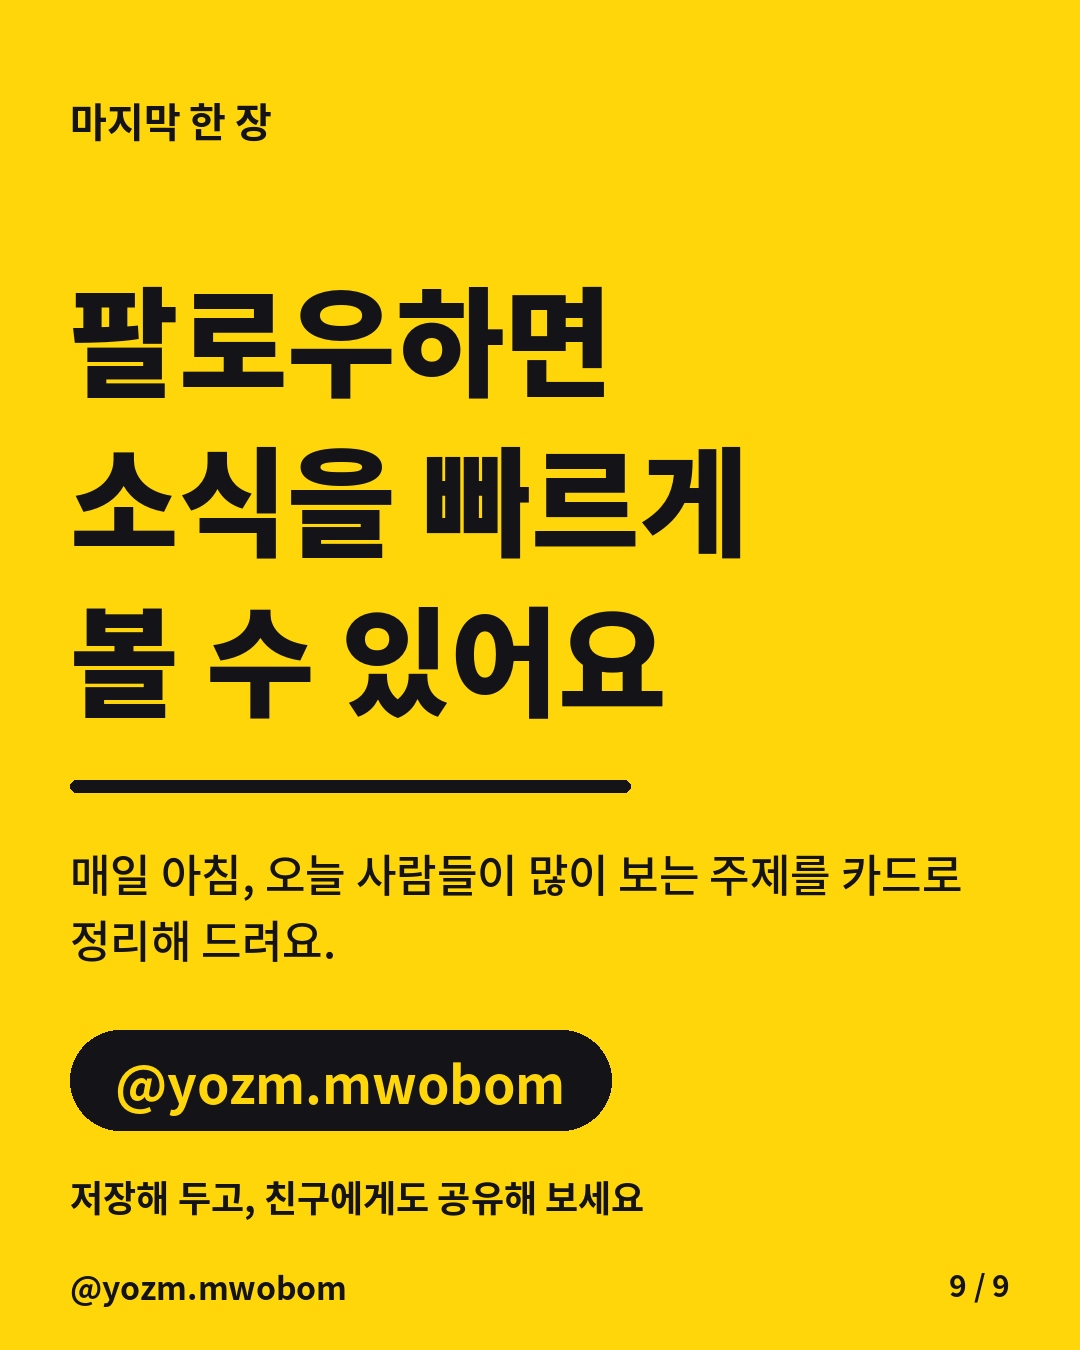 마지막 한 장
팔로우하면
소식을 빠르게
볼 수 있어요
매일 아침, 오늘 사람들이 많이 보는 주제를 카드로
정리해 드려요.
@yozm.mwobom
저장해 두고, 친구에게도 공유해 보세요
@yozm.mwobom
9 / 9